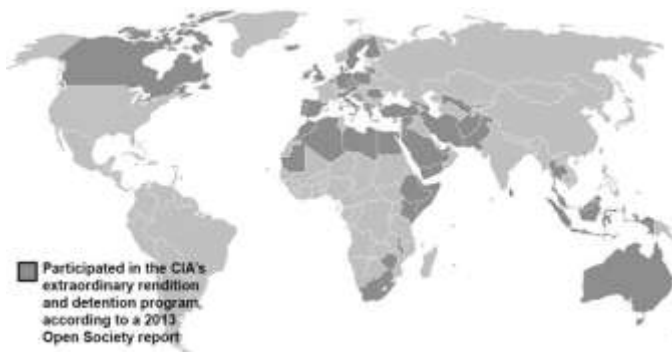 Participated in the CIA's
extraordinary rendition
and detention program,
according to a 2013
Open Society report